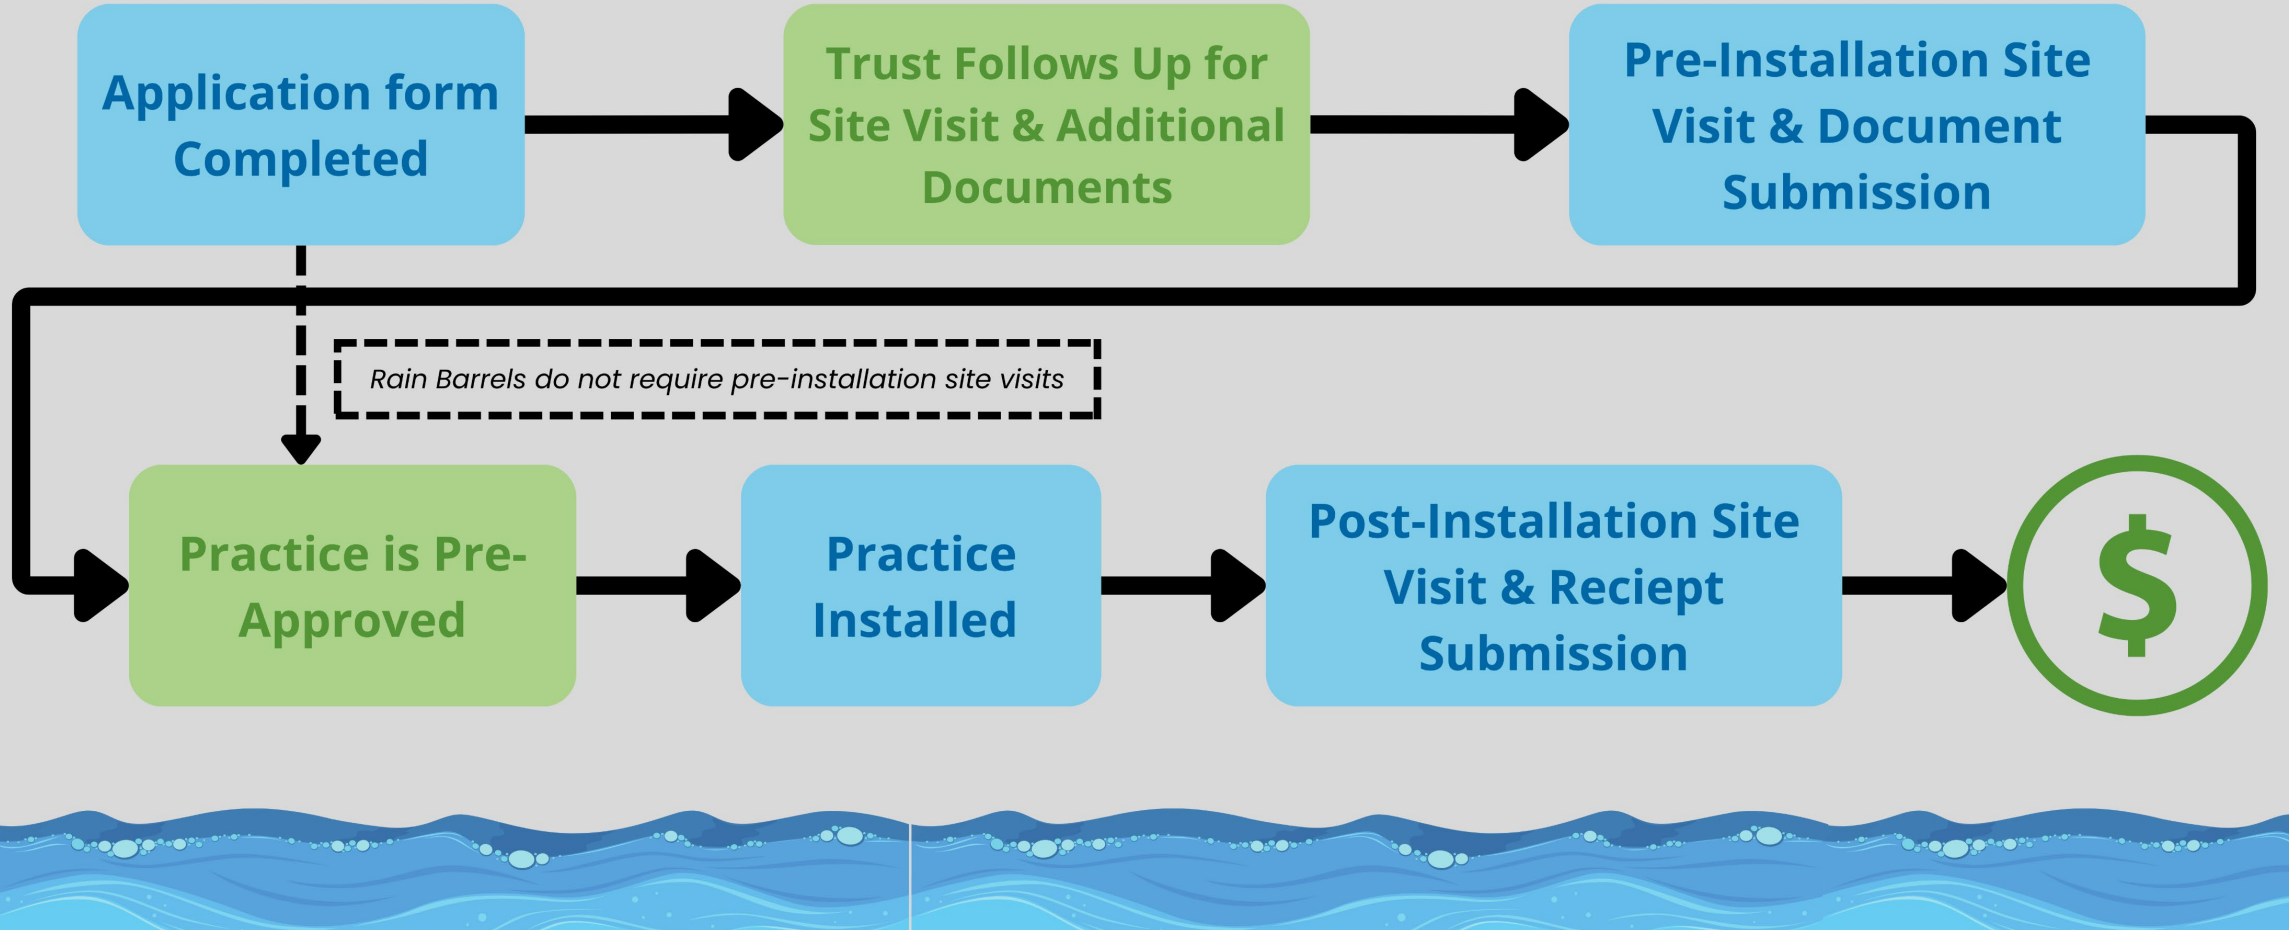 Application form
Completed
Trust Follows Up for
Site Visit & Additional
Documents
Pre-Installation Site
Visit & Document
Submission
Rain Barrels do not require pre-installation site visits
Practice is Pre-
Approved
Practice
Installed
Post-Installation Site
Visit & Reciept
Submission
$